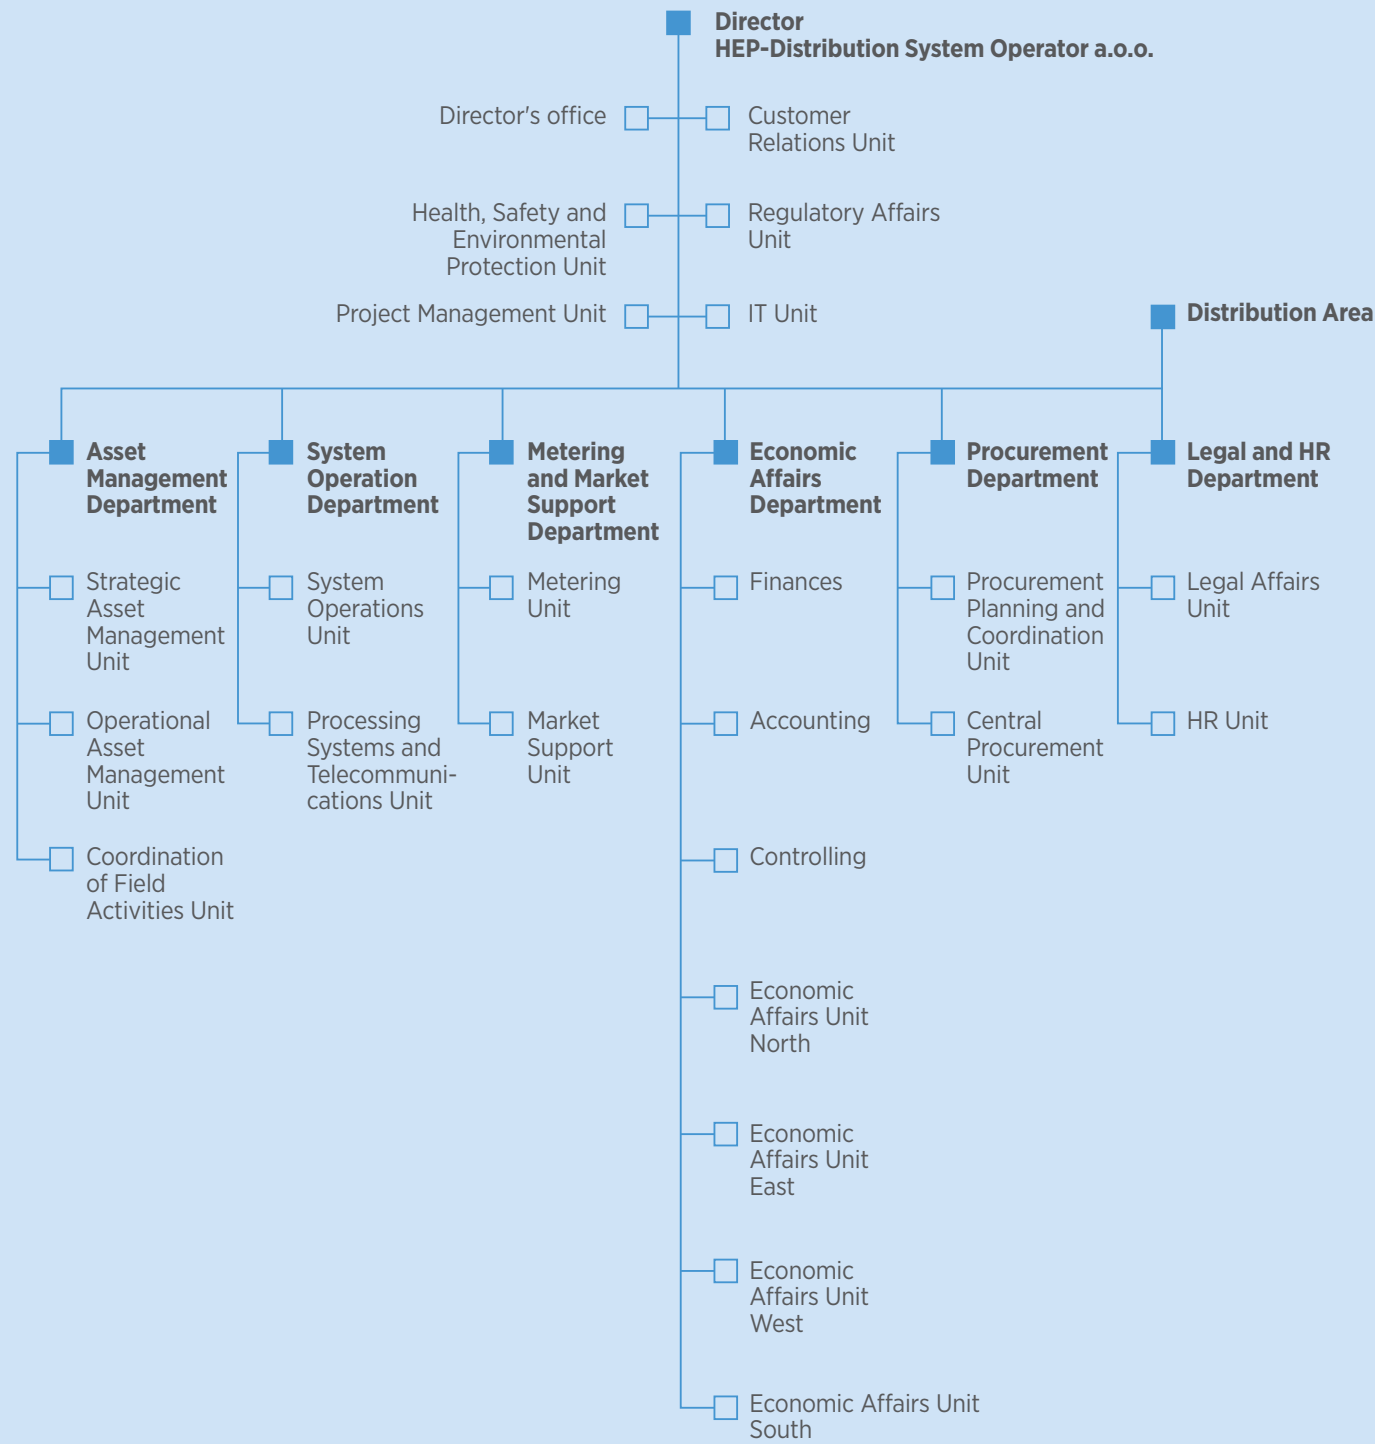 Director
HEP-Distribution System Operator a.o.o.
Director's office
Customer
Relations Unit
Health, Safety and
Environmental
Protection Unit
Regulatory Affairs
Unit
Project Management Unit
IT Unit
Distribution Area
Asset
Management
Department
Strategic
Asset
Management
Unit
Operational
Asset
Management
Unit
Coordination
of Field
Activities Unit
System
Operation
Department
System
Operations
Unit
Processing
Systems and
Telecommuni-
cations Unit
Metering
and Market
Support
Department
Metering
Unit
Market
Support
Unit
Economic
Affairs
Department
Finances
Accounting
Controlling
Economic
Affairs Unit
North
Economic
Affairs Unit
East
Economic
Affairs Unit
West
Economic Affairs Unit
South
Procurement
Department
Procurement
Planning and
Coordination
Unit
Central
Procurement
Unit
Legal and HR
Department
Legal Affairs
Unit
HR Unit